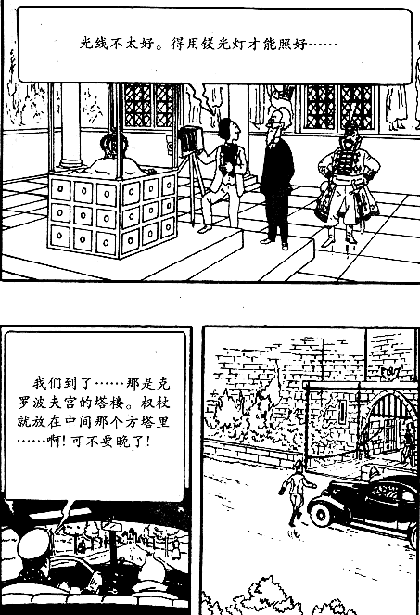 光线不太好。得用镁光灯才能照好……
我们到了……那是克
罗波夫宫的塔楼。权杖
就放在中间那个方塔里
……啊！可不要晚了！